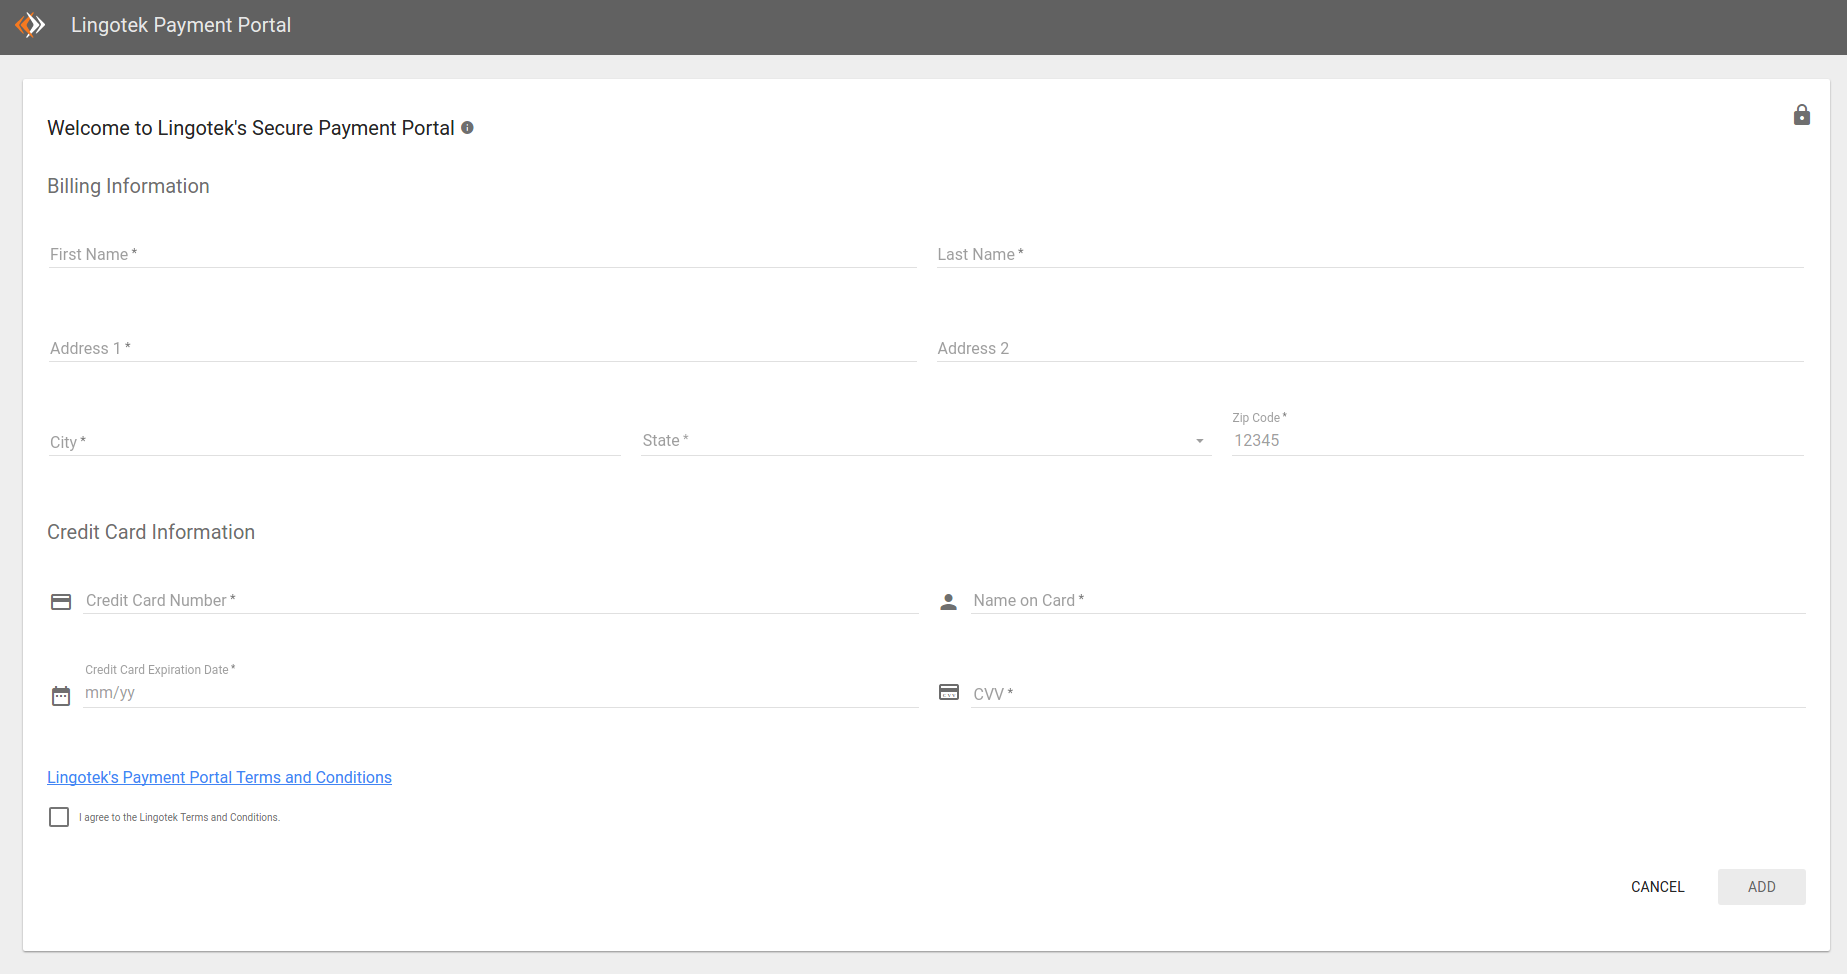 Lingotek Payment Portal
Welcome to Lingotek's Secure Payment Portal
Billing Information
First Name *
Last Name *
Address 1 *
Address 2
City *
State *
Zip Code *
12345
Credit Card Information
Credit Card Number *
Name on Card *
Credit Card Expiration Date *
mm/yy
CVV *
Lingotek's Payment Portal Terms and Conditions
I agree to the Lingotek Terms and Conditions.
CANCEL
ADD